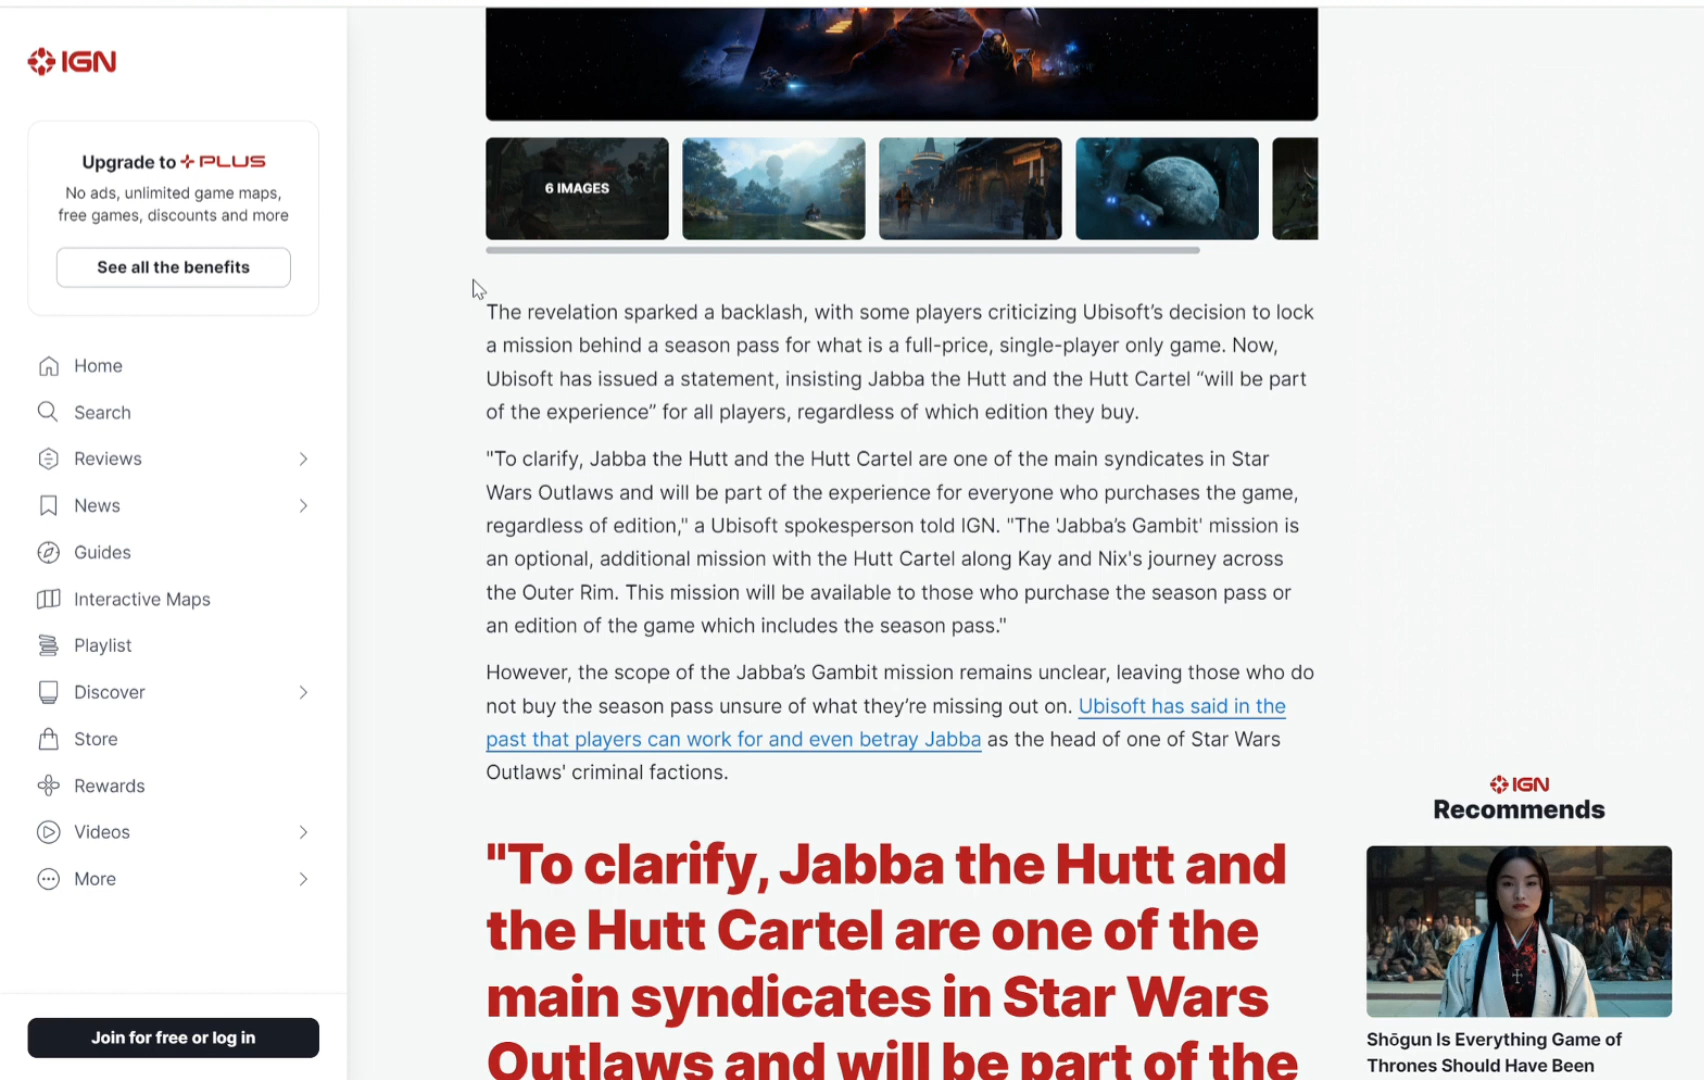 IGN
Upgrade to PLUS
No ads, unlimited game maps,
free games, discounts and more
See all the benefits
Home
Search
Reviews
News
Guides
Interactive Maps
Playlist
Discover
Store
Rewards
Videos
More
Join for free or log in
6 IMAGES
The revelation sparked a backlash, with some players criticizing Ubisoft’s decision to lock
a mission behind a season pass for what is a full-price, single-player only game. Now,
Ubisoft has issued a statement, insisting Jabba the Hutt and the Hutt Cartel “will be part
of the experience” for all players, regardless of which edition they buy.
"To clarify, Jabba the Hutt and the Hutt Cartel are one of the main syndicates in Star
Wars Outlaws and will be part of the experience for everyone who purchases the game,
regardless of edition," a Ubisoft spokesperson told IGN. "The 'Jabba’s Gambit' mission is
an optional, additional mission with the Hutt Cartel along Kay and Nix's journey across
the Outer Rim. This mission will be available to those who purchase the season pass or
an edition of the game which includes the season pass."
However, the scope of the Jabba’s Gambit mission remains unclear, leaving those who do
not buy the season pass unsure of what they’re missing out on. Ubisoft has said in the
past that players can work for and even betray Jabba as the head of one of Star Wars
Outlaws' criminal factions.
"To clarify, Jabba the Hutt and
the Hutt Cartel are one of the
main syndicates in Star Wars
Outlaws and will be part of the
IGN
Recommends
Shōgun Is Everything Game of
Thrones Should Have Been